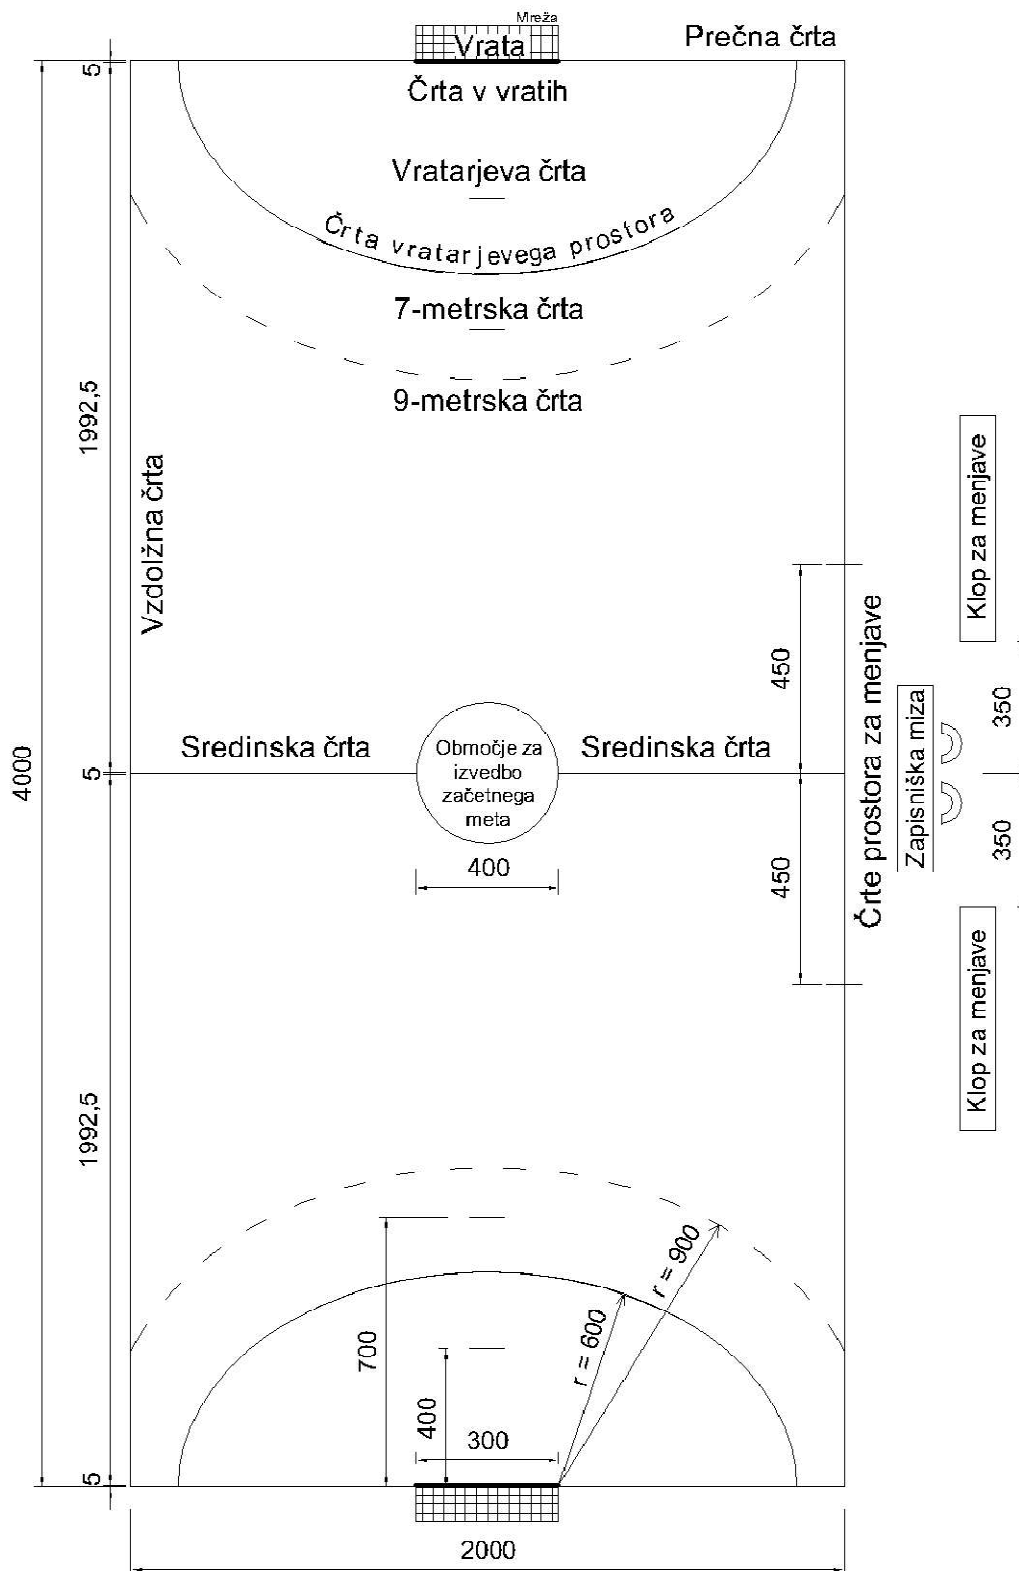 Mreža
Vrata
Prečna črta
5
Črta v vratih
Vratarjeva črta
Črta vratarjevega prostora
7-metrska črta
9-metrska črta
1992,5
Vzdolžna črta
Klop za menjave
450
Črte prostora za menjave
350
4000
5
Sredinska črta
Območje za
izvedbo
začetnega
meta
Sredinska črta
Zapisniška miza
400
450
350
Klop za menjave
1992,5
r = 900
r = 600
700
400
300
5
2000